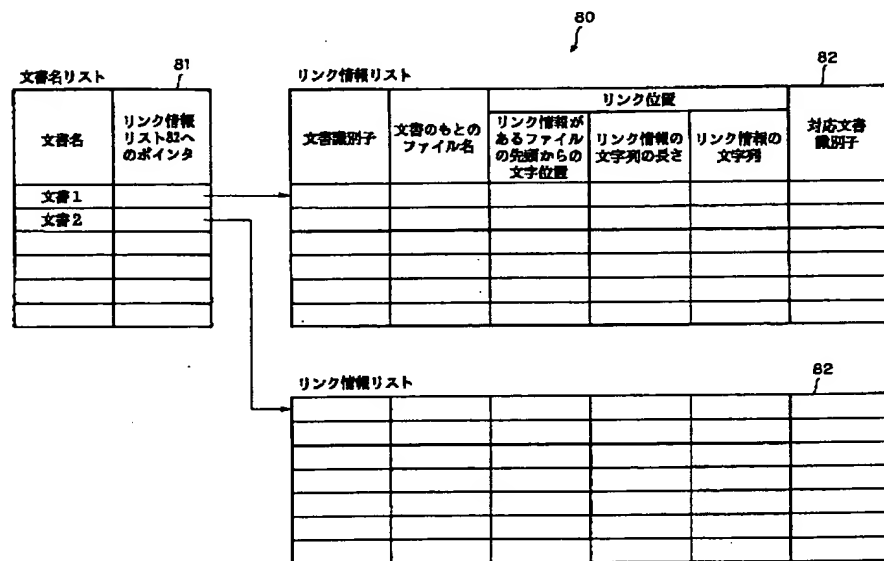 80
文書名リスト
81
文書名
リンク情報
リスト82へ
のポインタ
文書1
文書2
リンク情報リスト
82
文書識別子
文書のもとの
ファイル名
リンク位置
リンク情報が
あるファイル
の先頭からの
文字位置
リンク情報の
文字列の長さ
リンク情報の
文字列
対応文書
識別子
リンク情報リスト
82